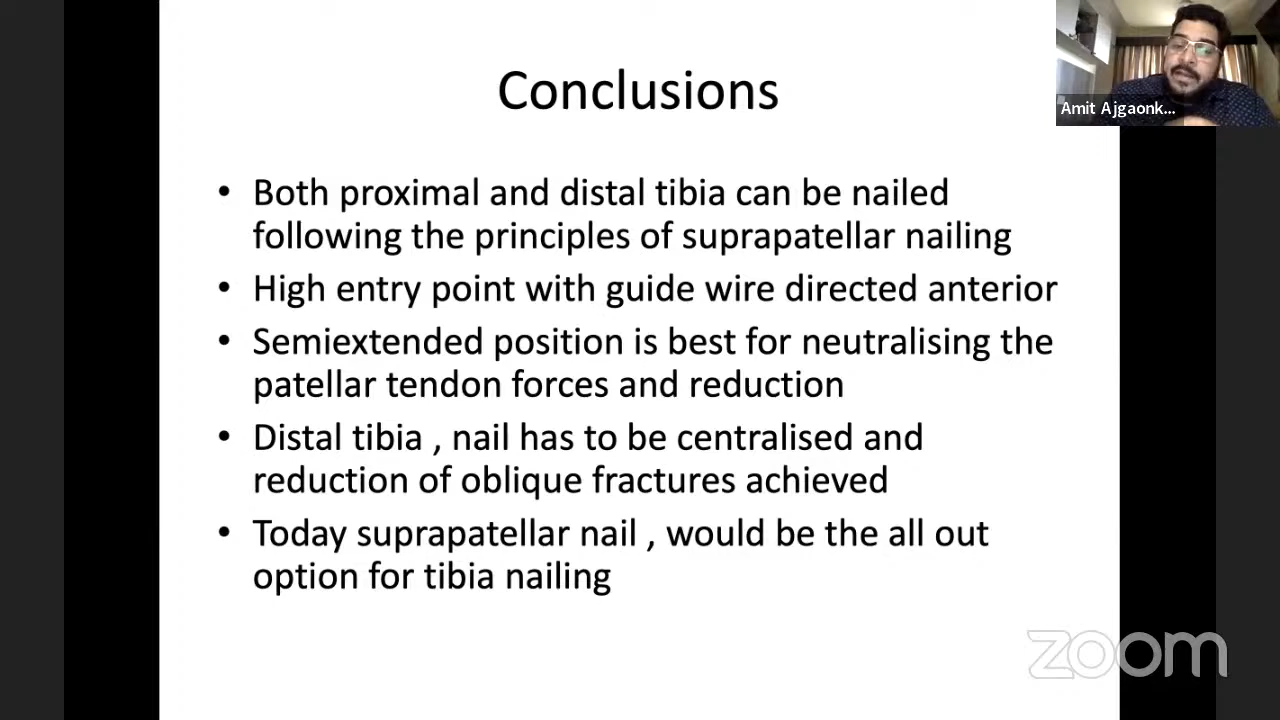 Conclusions
Amit Ajgaonk...
• Both proximal and distal tibia can be nailed
following the principles of suprapatellar nailing
• High entry point with guide wire directed anterior
• Semiextended position is best for neutralising the
patellar tendon forces and reduction
• Distal tibia , nail has to be centralised and
reduction of oblique fractures achieved
• Today suprapatellar nail , would be the all out
option for tibia nailing
zoom